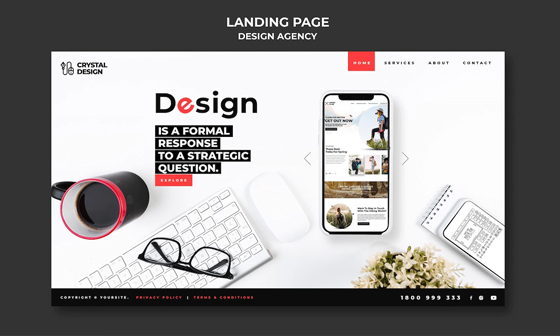 LANDING PAGE
DESIGN AGENCY
CRYSTAL
DESIGN
HOME
SERVICES
ABOUT
CONTACT
Design
IS A FORMAL
RESPONSE
TO A STRATEGIC
QUESTION.
EXPLORE
GET OUT NOW
COPYRIGHT © YOURSITE. PRIVACY POLICY | TERMS & CONDITIONS
1800 999 333